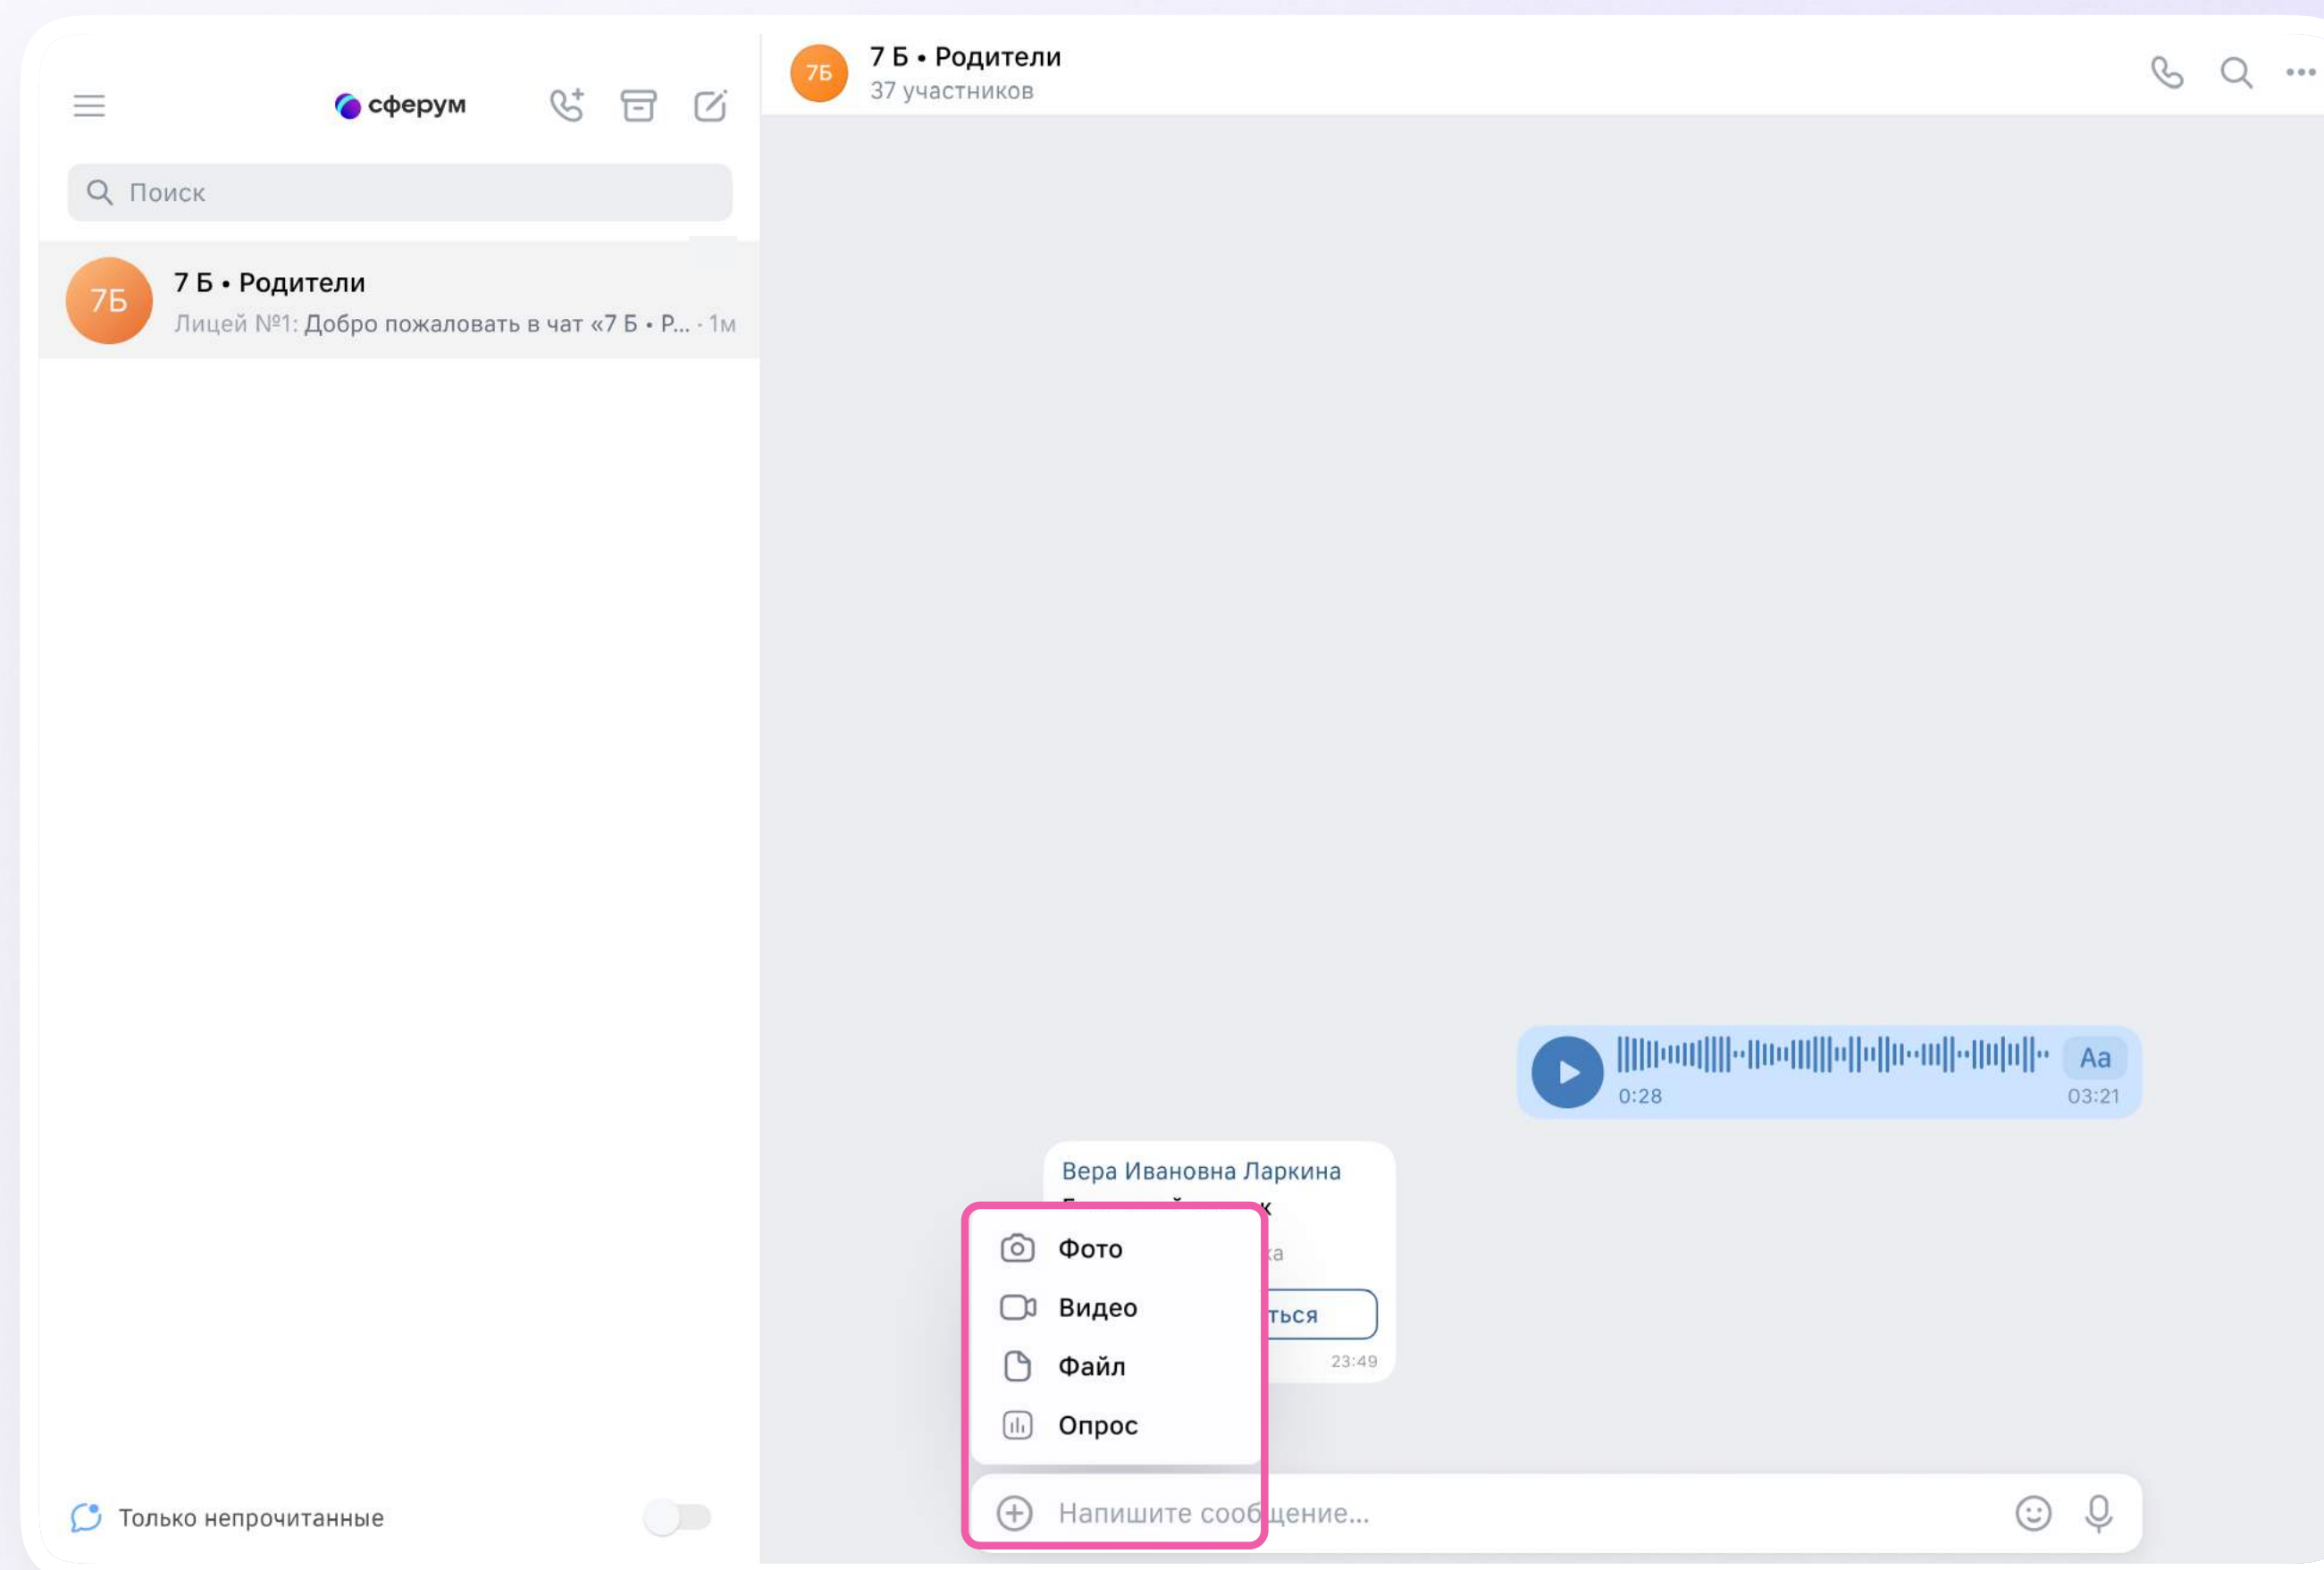 сферум
Поиск
7Б
7 Б • Родители
Лицей №1: Добро пожаловать в чат «7 Б • Р... · 1м
Только непрочитанные
7Б
7 Б • Родители
37 участников
0:28
Aa
03:21
Вера Ивановна Ларкина
Фото
Видео
ться
Файл
23:49
Опрос
Напишите сообщение...